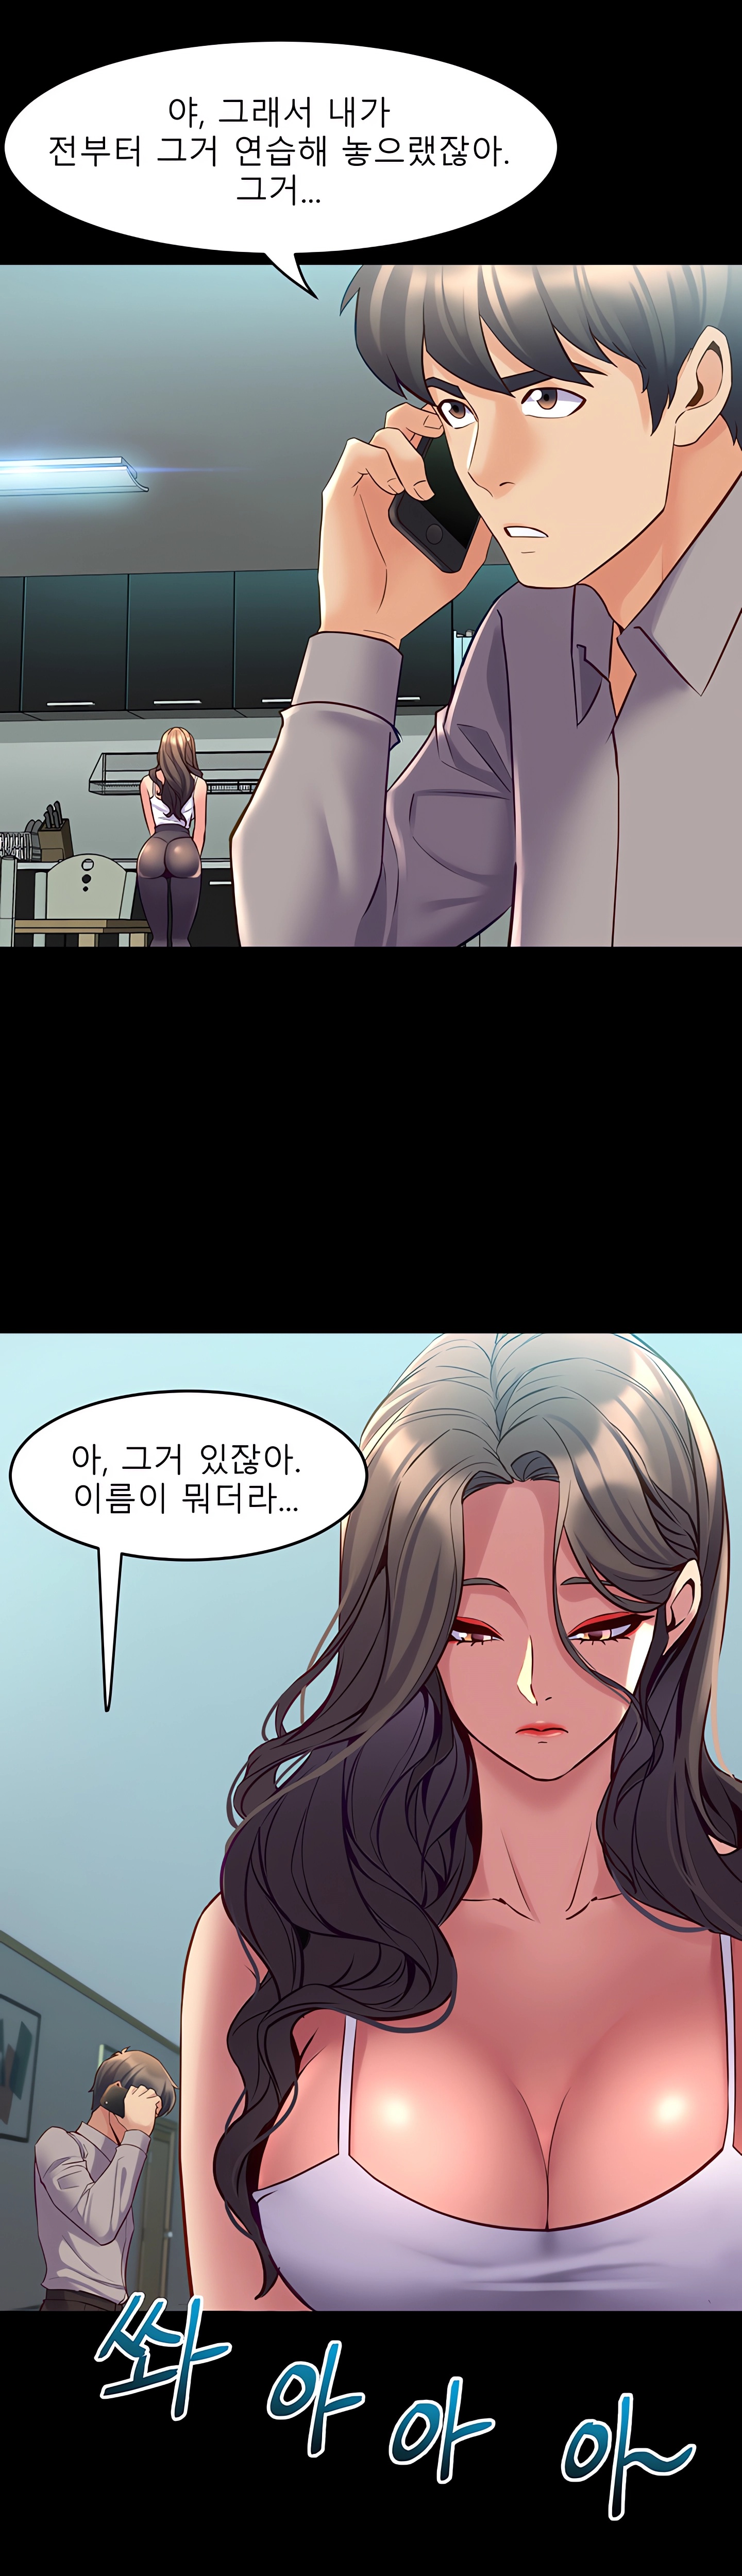 야, 그래서 내가
전부터 그거 연습해 놓으랬잖아.
그거...
아, 그거 있잖아.
이름이 뭐더라...
쏴아아아~